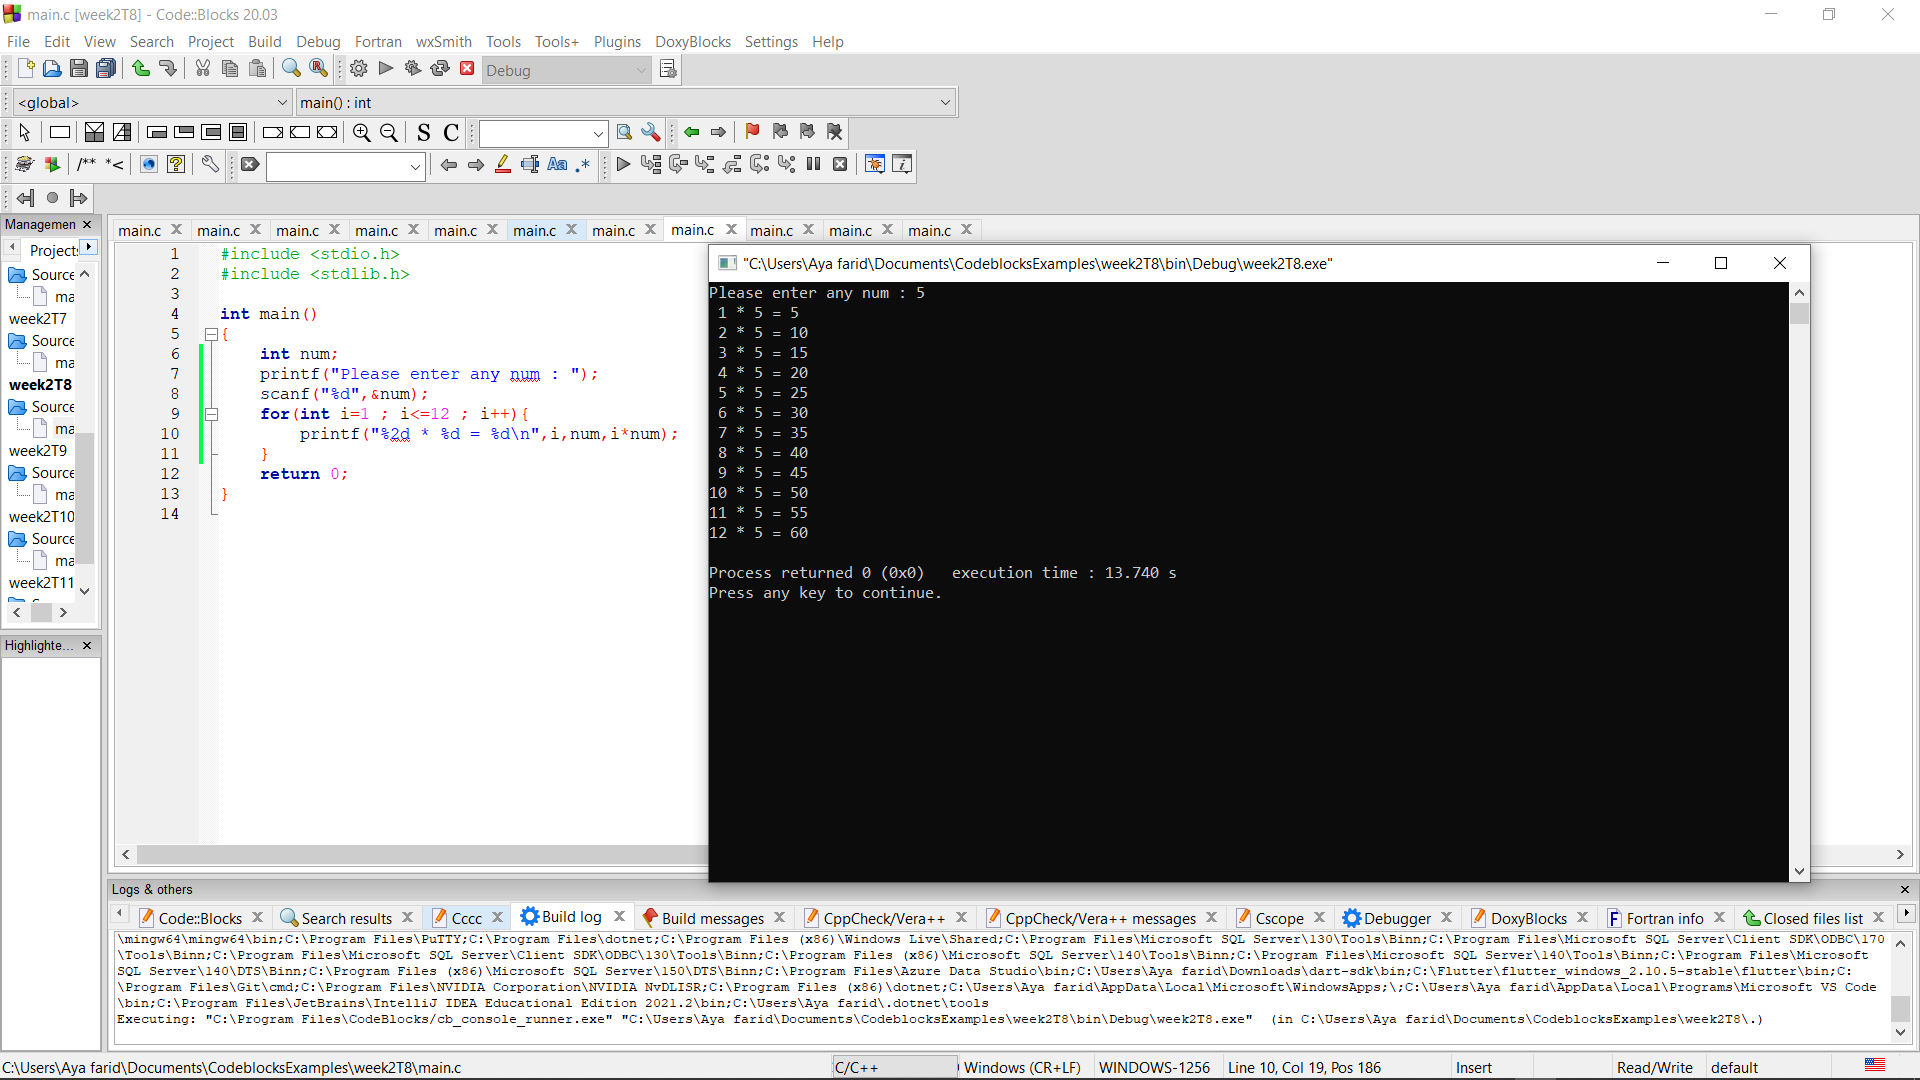 main.c [week2T8] - Code::Blocks 20.03
File Edit View Search Project Build Debug Fortran wxSmith Tools Tools+ Plugins DoxyBlocks Settings Help
Debug
<global> main() : int
S C
/** *<
Aa .*
Managemen
Projects
Source
ma
week2T7
Source
ma
week2T8
Source
ma
week2T9
Source
ma
week2T10
Source
ma
week2T11
Highlighte...
main.c main.c main.c main.c main.c main.c main.c main.c main.c main.c main.c
1 #include <stdio.h>
2 #include <stdlib.h>
3
4 int main()
5 {
6 int num;
7 printf("Please enter any num : ");
8 scanf("%d",&num);
9 for(int i=1 ; i<=12 ; i++){
10 printf("%2d * %d = %d\n",i,num,i*num);
11 }
12 return 0;
13 }
14
"C:\Users\Aya farid\Documents\CodeblocksExamples\week2T8\bin\Debug\week2T8.exe"
Please enter any num : 5
1 * 5 = 5
2 * 5 = 10
3 * 5 = 15
4 * 5 = 20
5 * 5 = 25
6 * 5 = 30
7 * 5 = 35
8 * 5 = 40
9 * 5 = 45
10 * 5 = 50
11 * 5 = 55
12 * 5 = 60
Process returned 0 (0x0)   execution time : 13.740 s
Press any key to continue.
Logs & others
Code::Blocks Search results Cccc Build log Build messages CppCheck/Vera++ CppCheck/Vera++ messages Cscope Debugger DoxyBlocks Fortran info Closed files list
\mingw64\mingw64\bin;C:\Program Files\PuTTY;C:\Program Files\dotnet;C:\Program Files (x86)\Windows Live\Shared;C:\Program Files\Microsoft SQL Server\130\Tools\Binn;C:\Program Files\Microsoft SQL Server\Client SDK\ODBC\170
\Tools\Binn;C:\Program Files\Microsoft SQL Server\Client SDK\ODBC\130\Tools\Binn;C:\Program Files (x86)\Microsoft SQL Server\140\Tools\Binn;C:\Program Files\Microsoft SQL Server\140\Tools\Binn;C:\Program Files\Microsoft
SQL Server\140\DTS\Binn;C:\Program Files (x86)\Microsoft SQL Server\150\DTS\Binn;C:\Program Files\Azure Data Studio\bin;C:\Users\Aya farid\Downloads\dart-sdk\bin;C:\Flutter\flutter_windows_2.10.5-stable\flutter\bin;C:
\Program Files\Git\cmd;C:\Program Files\NVIDIA Corporation\NVIDIA NvDLISR;C:\Program Files (x86)\dotnet;C:\Users\Aya farid\AppData\Local\Microsoft\WindowsApps;\;C:\Users\Aya farid\AppData\Local\Programs\Microsoft VS Code
\bin;C:\Program Files\JetBrains\IntelliJ IDEA Educational Edition 2021.2\bin;C:\Users\Aya farid\.dotnet\tools
Executing: "C:\Program Files\CodeBlocks/cb_console_runner.exe" "C:\Users\Aya farid\Documents\CodeblocksExamples\week2T8\bin\Debug\week2T8.exe"  (in C:\Users\Aya farid\Documents\CodeblocksExamples\week2T8\.)
C:\Users\Aya farid\Documents\CodeblocksExamples\week2T8\main.c C/C++ Windows (CR+LF) WINDOWS-1256 Line 10, Col 19, Pos 186 Insert Read/Write default